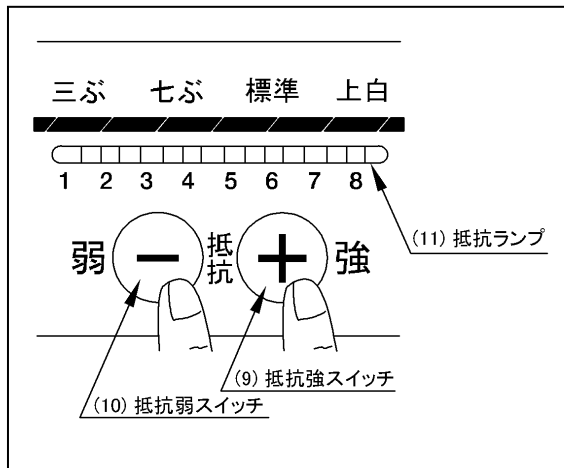 三ぶ 七ぶ 標準 上白
1 2 3 4 5 6 7 8
(11) 抵抗ランプ
弱 － 抵抗 ＋ 強
(9) 抵抗強スイッチ
(10) 抵抗弱スイッチ